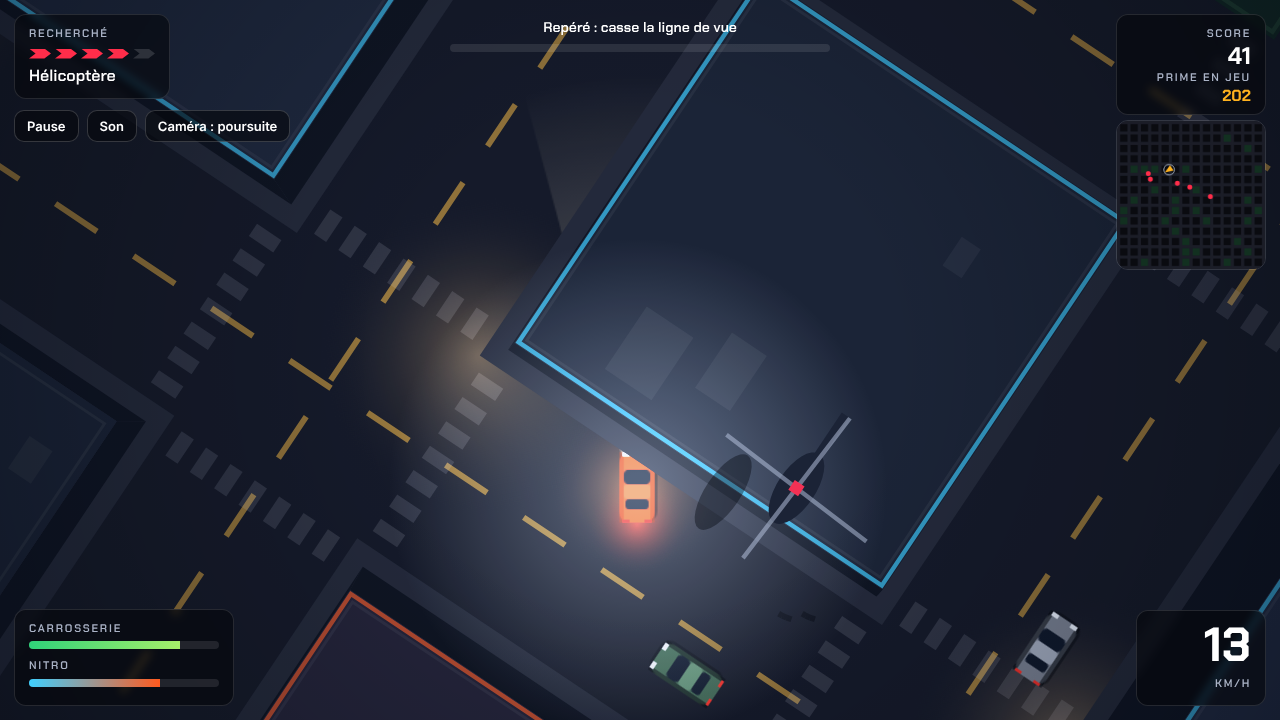 RECHERCHÉ
Hélicoptère
Pause
Son
Caméra : poursuite
Repéré : casse la ligne de vue
SCORE
41
PRIME EN JEU
202
CARROSSERIE
NITRO
13
KM/H